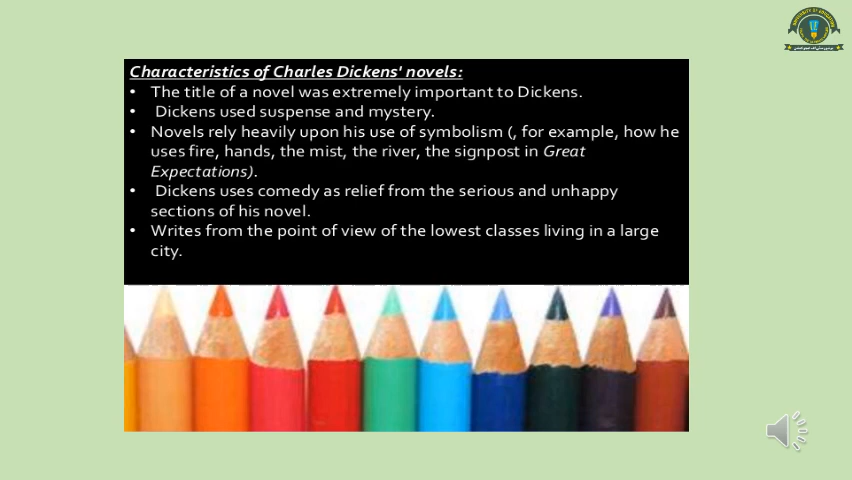 Characteristics of Charles Dickens' novels:
• The title of a novel was extremely important to Dickens.
• Dickens used suspense and mystery.
• Novels rely heavily upon his use of symbolism (, for example, how he
uses fire, hands, the mist, the river, the signpost in Great
Expectations).
• Dickens uses comedy as relief from the serious and unhappy
sections of his novel.
• Writes from the point of view of the lowest classes living in a large
city.